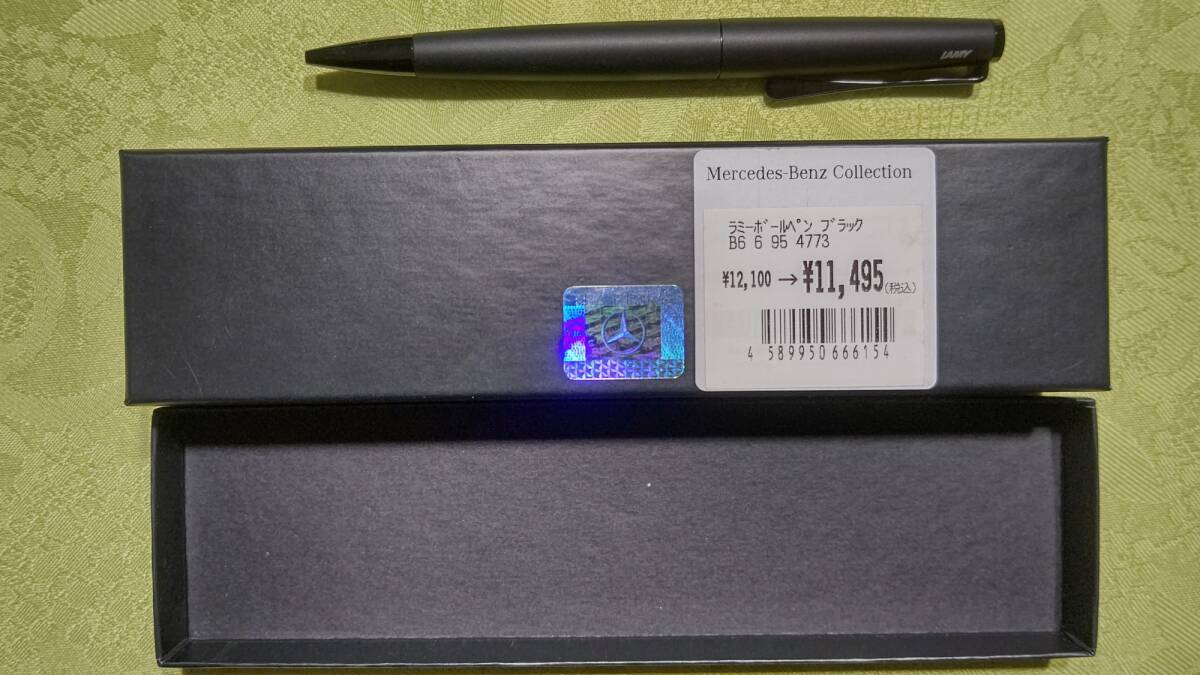 LAMY
Mercedes-Benz Collection
ラミーボールペン ブラック
B6 6 95 4773
¥12,100 → ¥11,495(税込)
4 589950 666154